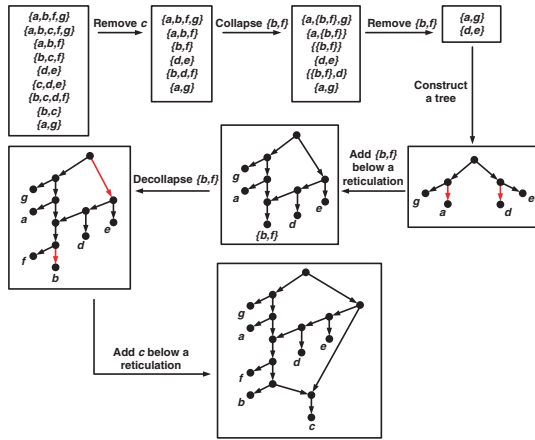 {a,b,f,g}
{a,b,c,f,g}
{a,b,f}
{b,c,f}
{d,e}
{c,d,e}
{b,c,d,f}
{b,c}
{a,g}
Remove c
{a,b,f,g}
{a,b,f}
{b,f}
{d,e}
{b,d,f}
{a,g}
Collapse {b,f}
{a,{b,f},g}
{a,{b,f}}
{{b,f}}
{d,e}
{{b,f},d}
{a,g}
Remove {b,f}
{a,g}
{d,e}
Construct
a tree
g
a
d
e
Add {b,f}
below a
reticulation
g
a
{b,f}
d
e
Decollapse {b,f}
g
a
f
b
d
e
Add c below a
reticulation
g
a
f
b
d
e
c